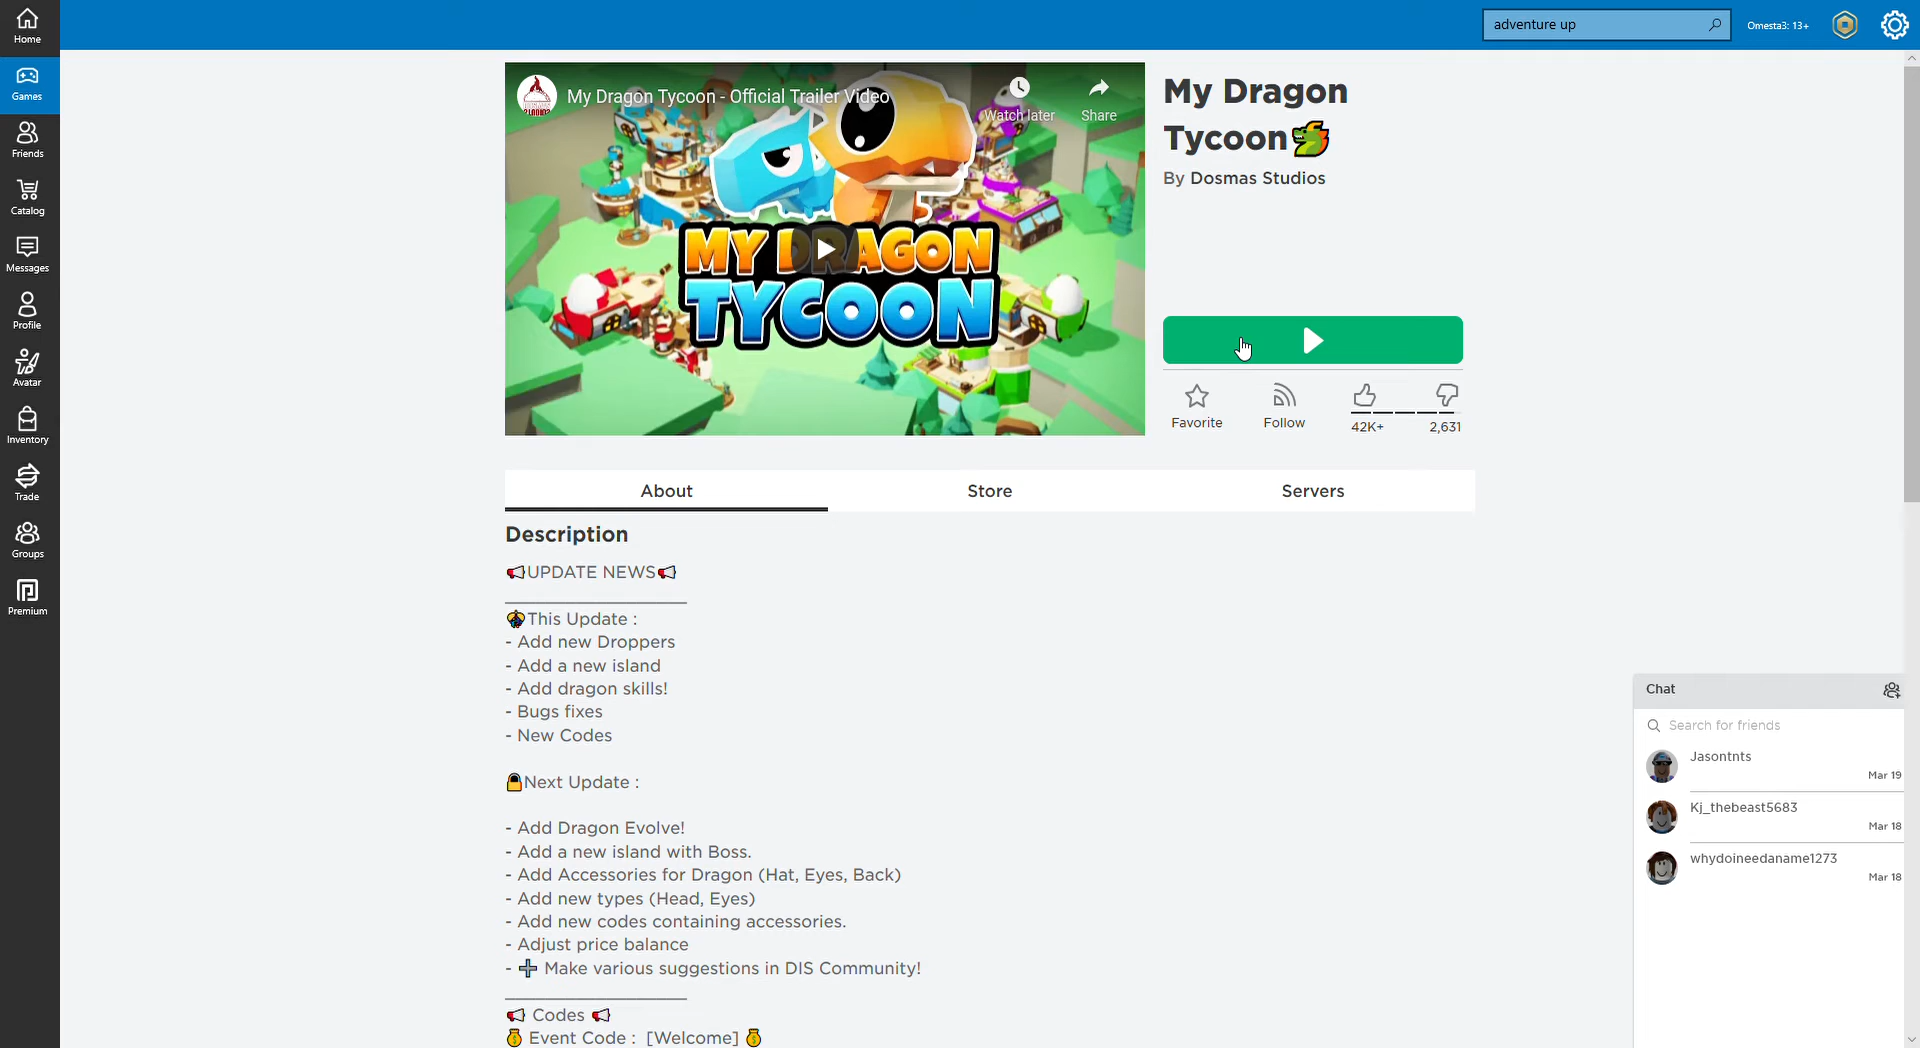 Home
Games
Friends
Catalog
Messages
Profile
Avatar
Inventory
Trade
Groups
Premium
adventure up
Omesta3: 13+
My Dragon Tycoon - Official Trailer Video
Watch later
Share
MY DRAGON
TYCOON
My Dragon
Tycoon
By Dosmas Studios
Favorite
Follow
42K+
2,631
About
Store
Servers
Description
UPDATE NEWS
This Update :
- Add new Droppers
- Add a new island
- Add dragon skills!
- Bugs fixes
- New Codes
Next Update :
- Add Dragon Evolve!
- Add a new island with Boss.
- Add Accessories for Dragon (Hat, Eyes, Back)
- Add new types (Head, Eyes)
- Add new codes containing accessories.
- Adjust price balance
- ➕ Make various suggestions in DIS Community!
Codes
Event Code : [Welcome]
Chat
Search for friends
Jasontnts
Mar 19
Kj_thebeast5683
Mar 18
whydoineedaname1273
Mar 18